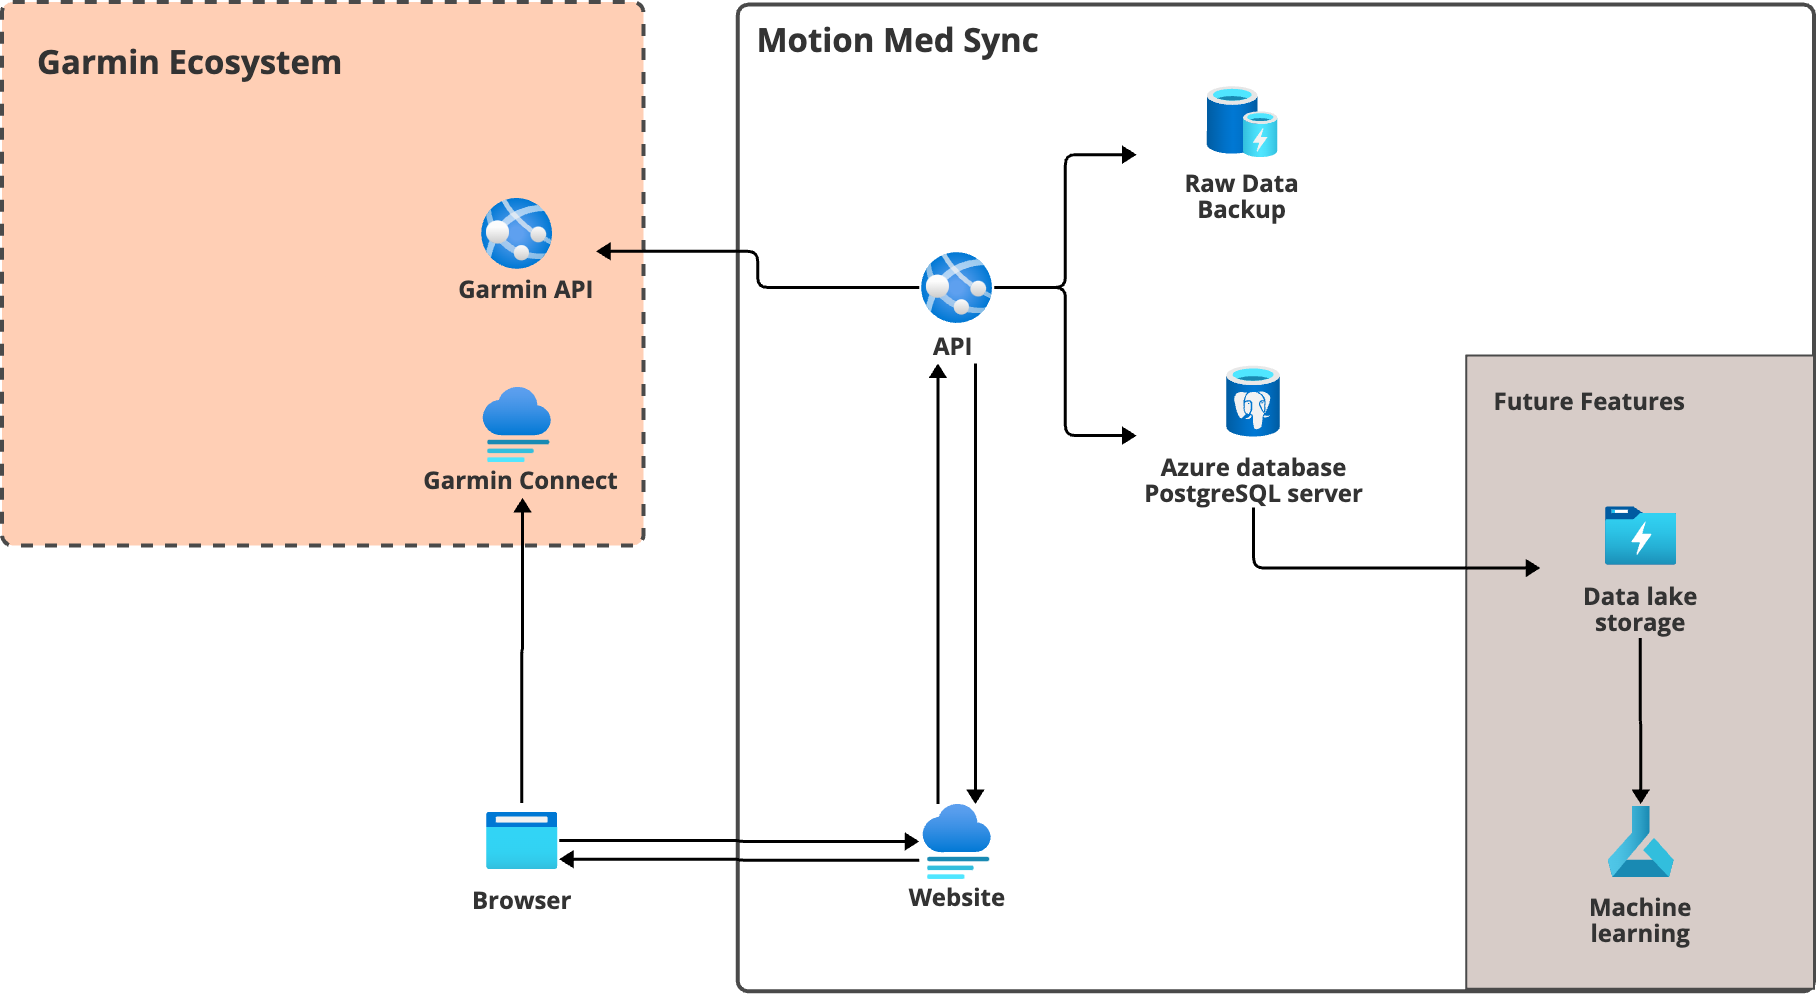 Garmin Ecosystem
Motion Med Sync
Raw Data
Backup
Garmin API
API
Future Features
Azure database
PostgreSQL server
Garmin Connect
Data lake
storage
Browser
Website
Machine
learning